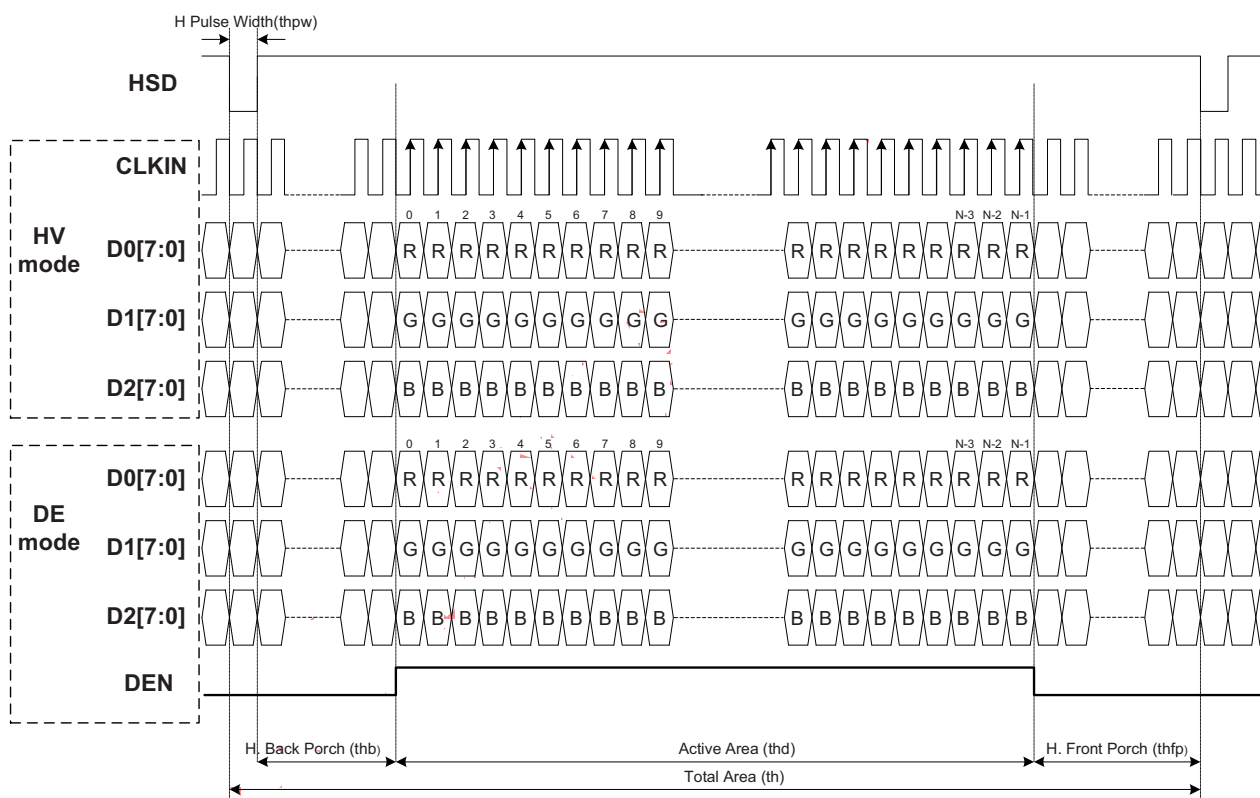 H Pulse Width(thpw)
HSD
CLKIN
0 1 2 3 4 5 6 7 8 9 N-3 N-2 N-1
HV
mode
D0[7:0] R R R R R R R R R R R R R R R R R R R
D1[7:0] G G G G G G G G G G G G G G G G G G G
D2[7:0] B B B B B B B B B B B B B B B B B B B
0 1 2 3 4 5 6 7 8 9 N-3 N-2 N-1
DE
mode
D0[7:0] R R R R R R R R R R R R R R R R R R R
D1[7:0] G G G G G G G G G G G G G G G G G G G
D2[7:0] B B B B B B B B B B B B B B B B B B B
DEN
H. Back Porch (thb) Active Area (thd) H. Front Porch (thfp)
Total Area (th)